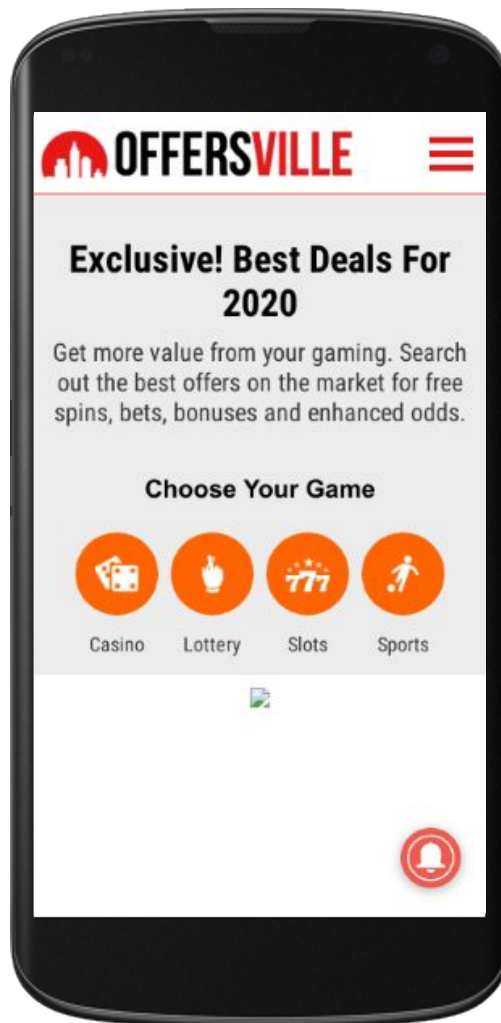 OFFERSVILLE
Exclusive! Best Deals For
2020
Get more value from your gaming. Search
out the best offers on the market for free
spins, bets, bonuses and enhanced odds.
Choose Your Game
777
Casino Lottery Slots Sports